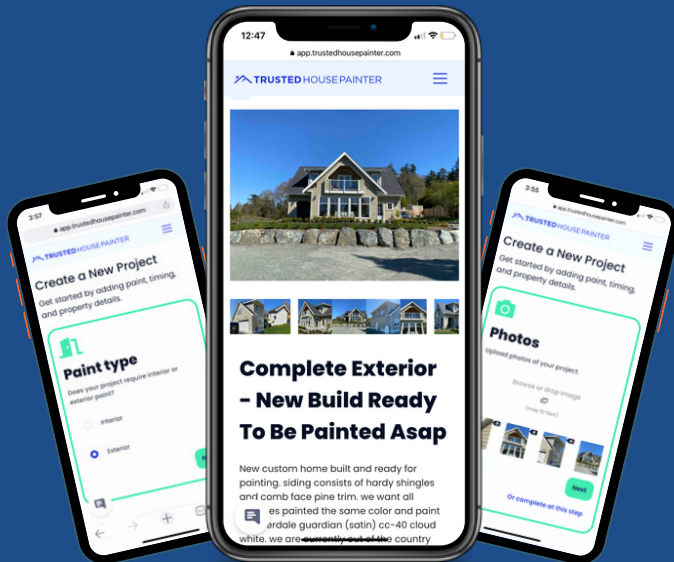 3:57
app.trustedhousepainter.com
TRUSTED HOUSE PAINTER
Create a New Project
Get started by adding paint, timing,
and property details.
Paint type
Does your project require interior or
exterior paint?
Interior
Exterior
12:47
app.trustedhousepainter.com
TRUSTED HOUSE PAINTER
Complete Exterior
- New Build Ready
To Be Painted Asap
New custom home built and ready for
painting. siding consists of hardy shingles
and comb face pine trim. we want all
es painted the same color and paint
erdale guardian (satin) cc-40 cloud
white. we are currently out of the country
3:55
app.trustedhousepainter.com
TRUSTED HOUSE PAINTER
Create a New Project
Get started by adding paint, timing,
and property details.
Photos
Upload photos of your project.
Browse or drop image
(max 10 files)
Next
Or complete at this step